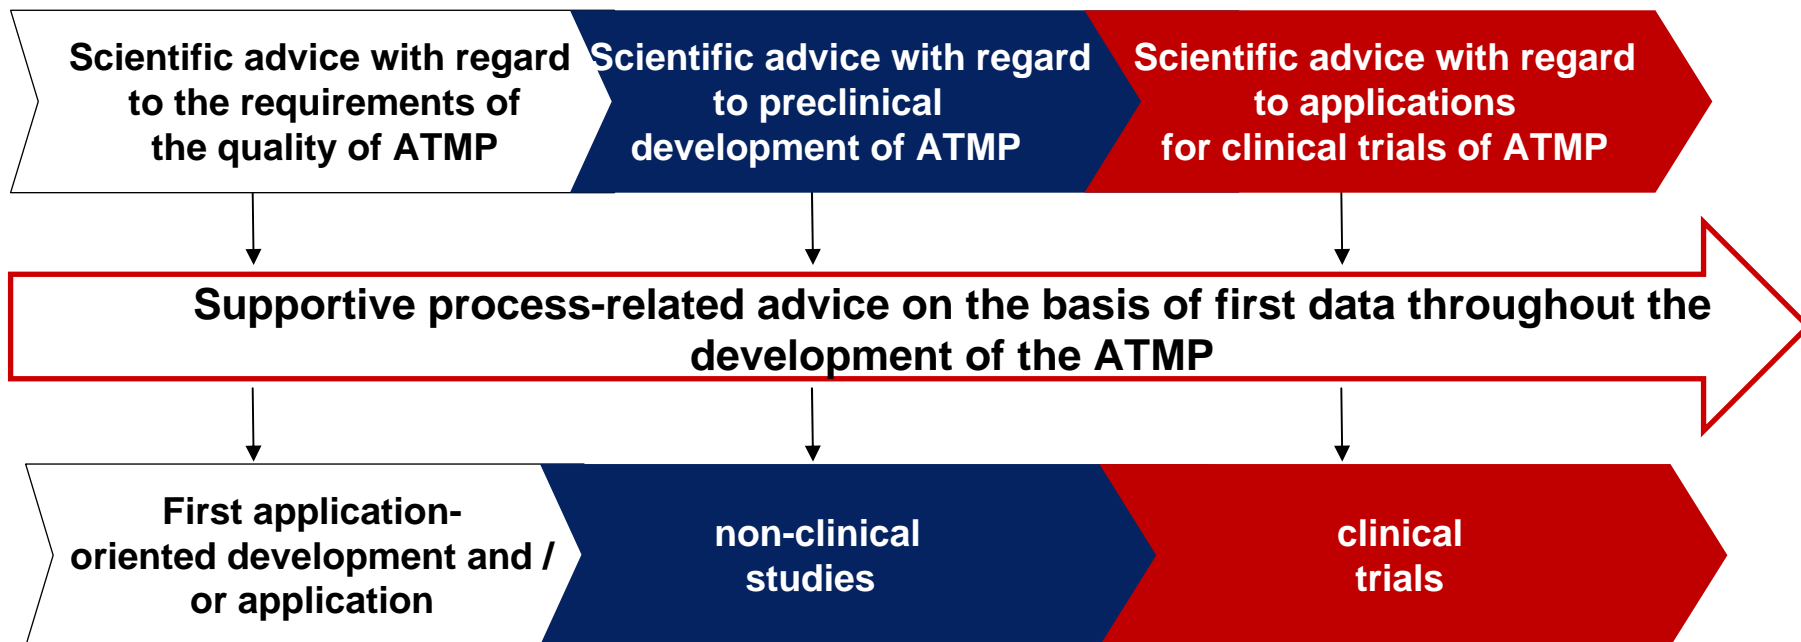 Scientific advice with regard
to the requirements of
the quality of ATMP
Scientific advice with regard
to preclinical
development of ATMP
Scientific advice with regard
to applications
for clinical trials of ATMP
Supportive process-related advice on the basis of first data throughout the
development of the ATMP
First application-
oriented development and /
or application
non-clinical
studies
clinical
trials